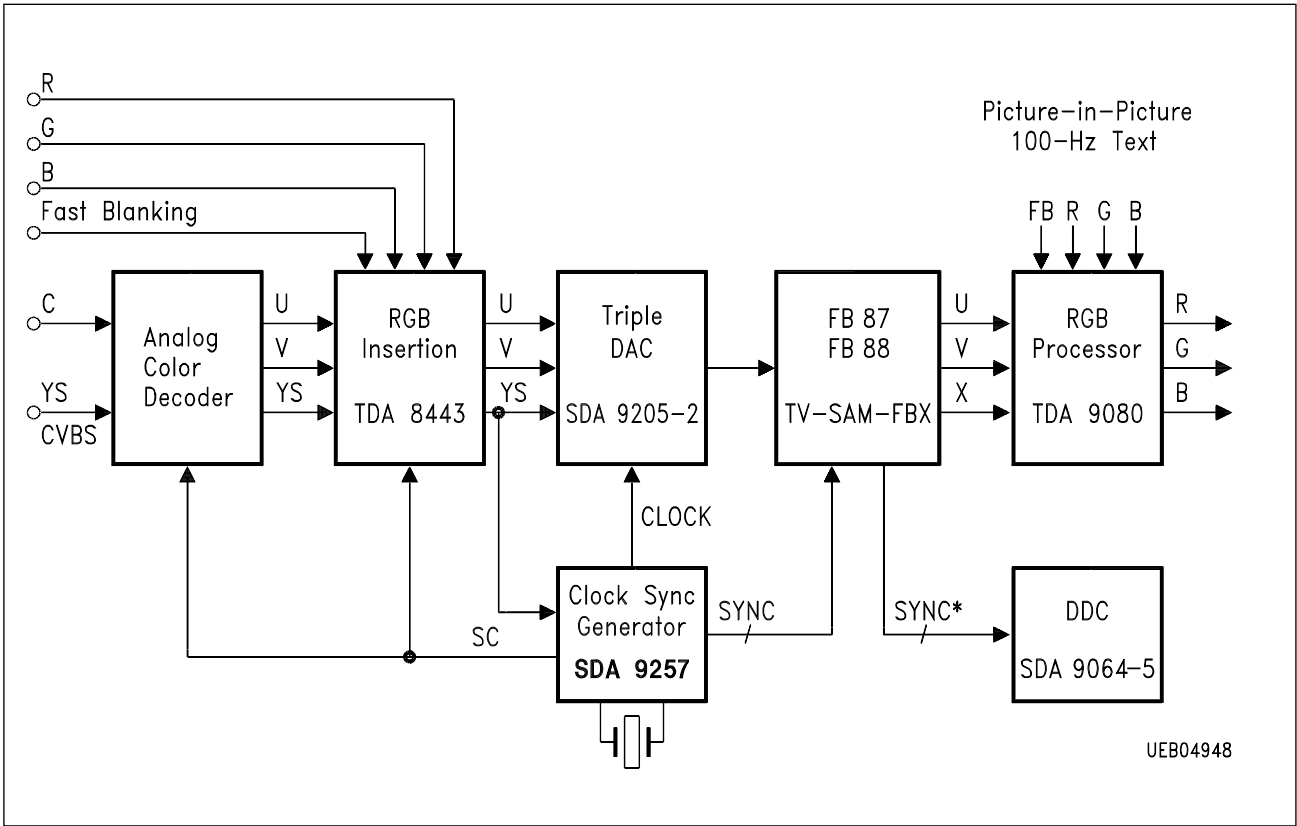 R
G
B
Fast Blanking
Picture-in-Picture
100-Hz Text
FB R G B
C
YS
CVBS
Analog
Color
Decoder
U
V
YS
RGB
Insertion
TDA 8443
U
V
YS
Triple
DAC
SDA 9205-2
FB 87
FB 88
TV-SAM-FBX
U
V
X
RGB
Processor
TDA 9080
R
G
B
CLOCK
SC
Clock Sync
Generator
SDA 9257
SYNC
SYNC*
DDC
SDA 9064-5
UEB04948